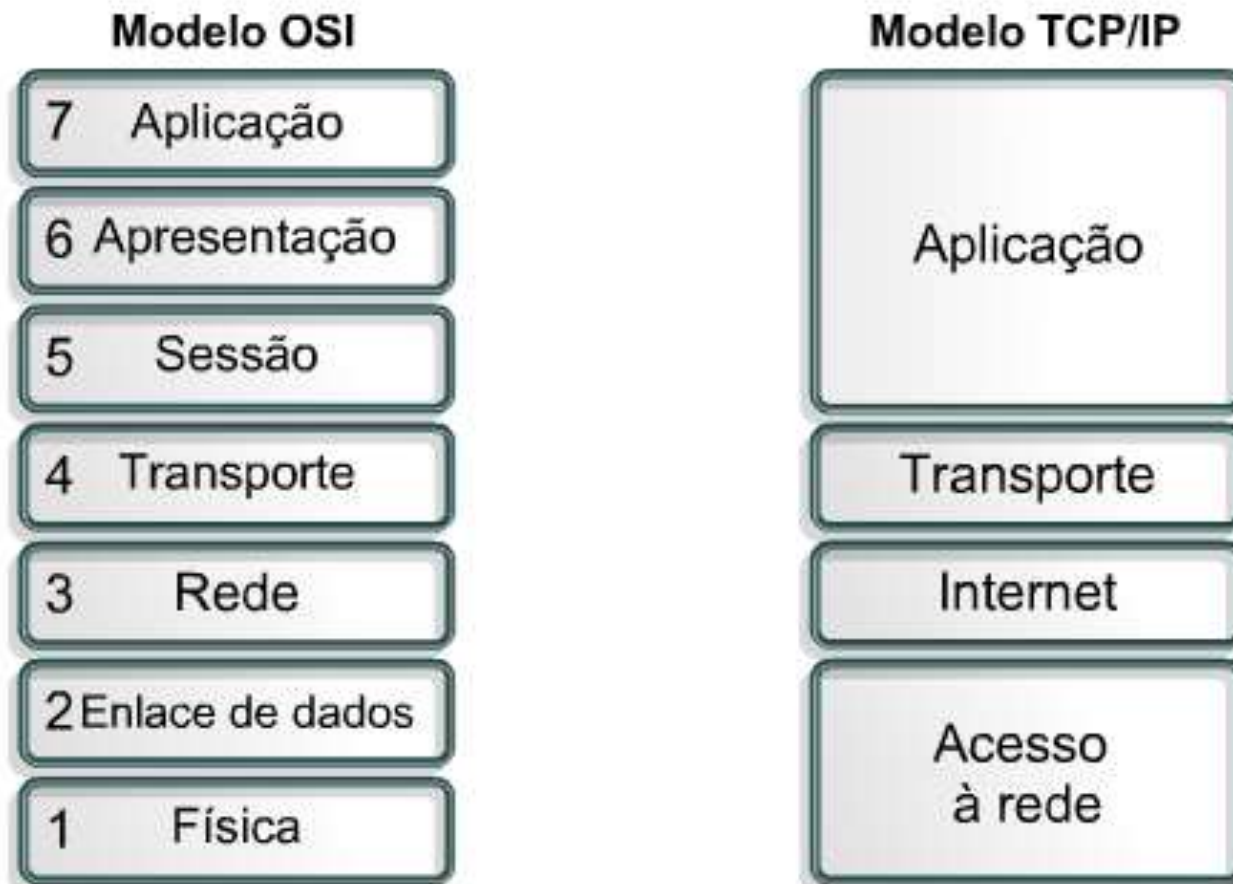 Modelo OSI
7 Aplicação
6 Apresentação
5 Sessão
4 Transporte
3 Rede
2 Enlace de dados
1 Física
Modelo TCP/IP
Aplicação
Transporte
Internet
Acesso
à rede